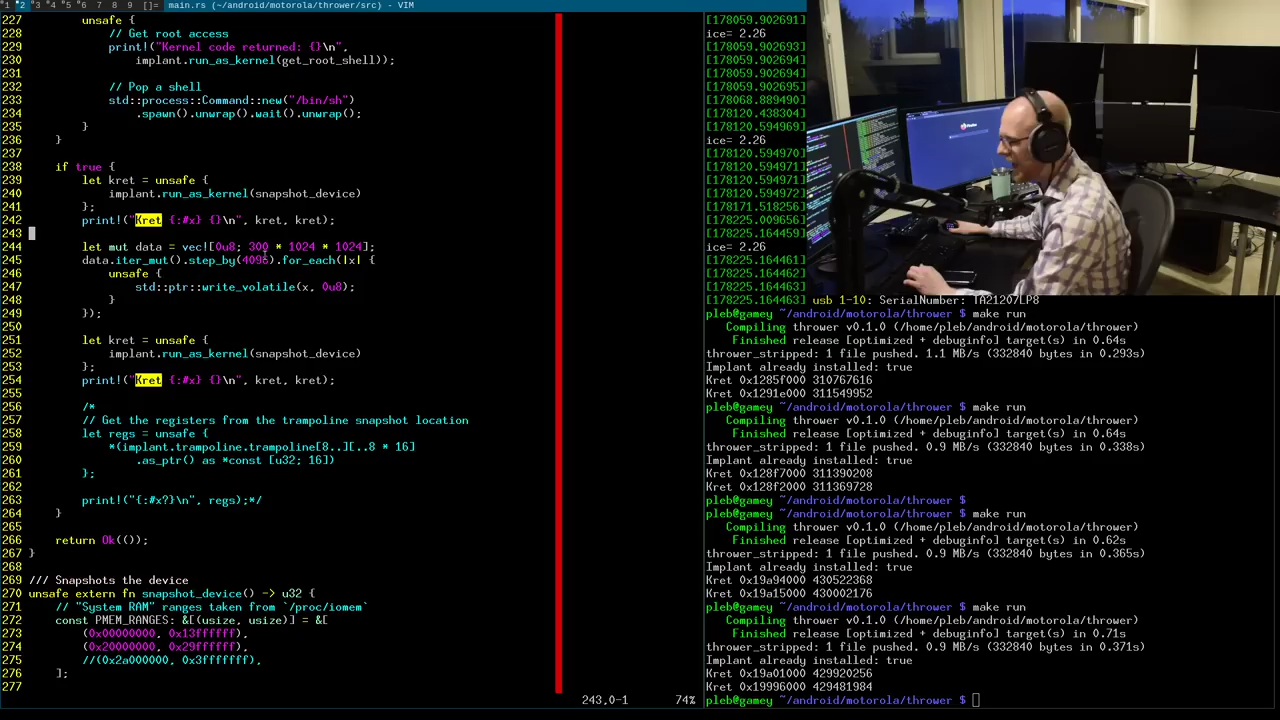 1 2 3 4 5 6 7 8 9 []= main.rs (~/android/motorola/thrower/src) - VIM
227 unsafe {
228 // Get root access
229 print!("Kernel code returned: {}\n",
230 implant.run_as_kernel(get_root_shell));
231
232 // Pop a shell
233 std::process::Command::new("/bin/sh")
234 .spawn().unwrap().wait().unwrap();
235 }
236 }
237
238 if true {
239 let kret = unsafe {
240 implant.run_as_kernel(snapshot_device)
241 };
242 print!("Kret {:#x} {}\n", kret, kret);
243
244 let mut data = vec![0u8; 300 * 1024 * 1024];
245 data.iter_mut().step_by(4096).for_each(|x| {
246 unsafe {
247 std::ptr::write_volatile(x, 0u8);
248 }
249 });
250
251 let kret = unsafe {
252 implant.run_as_kernel(snapshot_device)
253 };
254 print!("Kret {:#x} {}\n", kret, kret);
255
256 /*
257 // Get the registers from the trampoline snapshot location
258 let regs = unsafe {
259 *(implant.trampoline.trampoline[8..][..8 * 16]
260 .as_ptr() as *const [u32; 16])
261 };
262
263 print!("{:#x?}\n", regs);*/
264 }
265
266 return Ok(());
267 }
268
269 /// Snapshots the device
270 unsafe extern fn snapshot_device() -> u32 {
271 // "System RAM" ranges taken from `/proc/iomem`
272 const PMEM_RANGES: &[(usize, usize)] = &[
273 (0x00000000, 0x13ffffff),
274 (0x20000000, 0x29ffffff),
275 //(0x2a000000, 0x3fffffff),
276 ];
277
243,0-1 74%
[178059.902691]
ice= 2.26
[178059.902693]
[178059.902694]
[178059.902694]
[178059.902695]
[178068.889490]
[178120.438304]
[178120.594969]
ice= 2.26
[178120.594970]
[178120.594971]
[178120.594971]
[178120.594972]
[178171.518256]
[178225.009656]
[178225.164459]
ice= 2.26
[178225.164461]
[178225.164462]
[178225.164463]
[178225.164463] usb 1-10: SerialNumber: TA21207LP8
pleb@gamey ~/android/motorola/thrower $ make run
Compiling thrower v0.1.0 (/home/pleb/android/motorola/thrower)
Finished release [optimized + debuginfo] target(s) in 0.64s
thrower_stripped: 1 file pushed. 1.1 MB/s (332840 bytes in 0.293s)
Implant already installed: true
Kret 0x1285f000 310767616
Kret 0x1291e000 311549952
pleb@gamey ~/android/motorola/thrower $ make run
Compiling thrower v0.1.0 (/home/pleb/android/motorola/thrower)
Finished release [optimized + debuginfo] target(s) in 0.64s
thrower_stripped: 1 file pushed. 0.9 MB/s (332840 bytes in 0.338s)
Implant already installed: true
Kret 0x128f7000 311390208
Kret 0x128f2000 311369728
pleb@gamey ~/android/motorola/thrower $
pleb@gamey ~/android/motorola/thrower $ make run
Compiling thrower v0.1.0 (/home/pleb/android/motorola/thrower)
Finished release [optimized + debuginfo] target(s) in 0.62s
thrower_stripped: 1 file pushed. 0.9 MB/s (332840 bytes in 0.365s)
Implant already installed: true
Kret 0x19a94000 430522368
Kret 0x19a15000 430002176
pleb@gamey ~/android/motorola/thrower $ make run
Compiling thrower v0.1.0 (/home/pleb/android/motorola/thrower)
Finished release [optimized + debuginfo] target(s) in 0.71s
thrower_stripped: 1 file pushed. 0.9 MB/s (332840 bytes in 0.371s)
Implant already installed: true
Kret 0x19a01000 429920256
Kret 0x19996000 429481984
pleb@gamey ~/android/motorola/thrower $